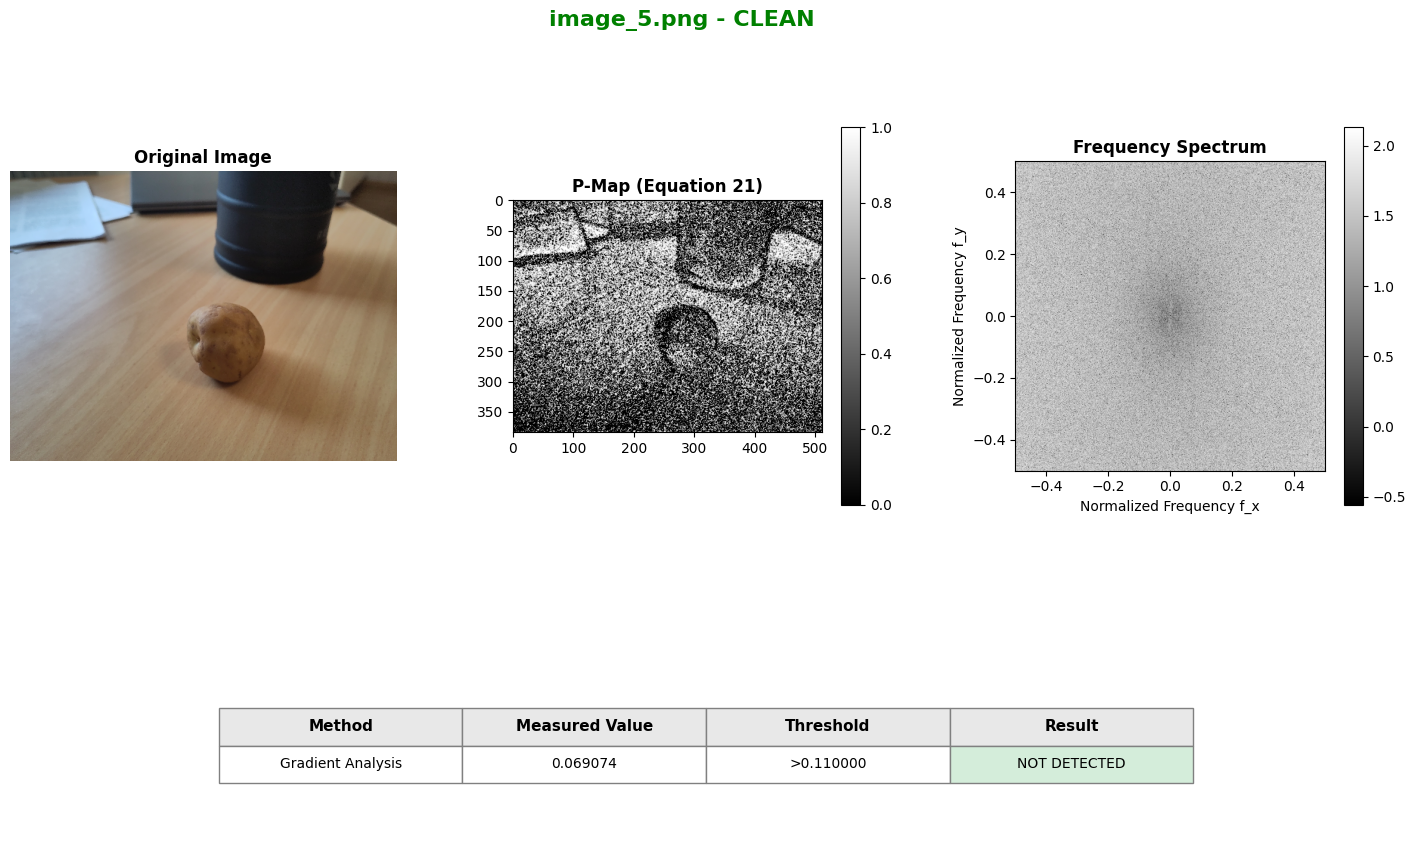 image_5.png - CLEAN
Original Image
P-Map (Equation 21)
0
50
100
150
200
250
300
350
0 100 200 300 400 500
1.0
0.8
0.6
0.4
0.2
0.0
Frequency Spectrum
Normalized Frequency f_y
0.4
0.2
0.0
−0.2
−0.4
−0.4 −0.2 0.0 0.2 0.4
Normalized Frequency f_x
2.0
1.5
1.0
0.5
0.0
−0.5
Method Measured Value Threshold Result
Gradient Analysis 0.069074 >0.110000 NOT DETECTED